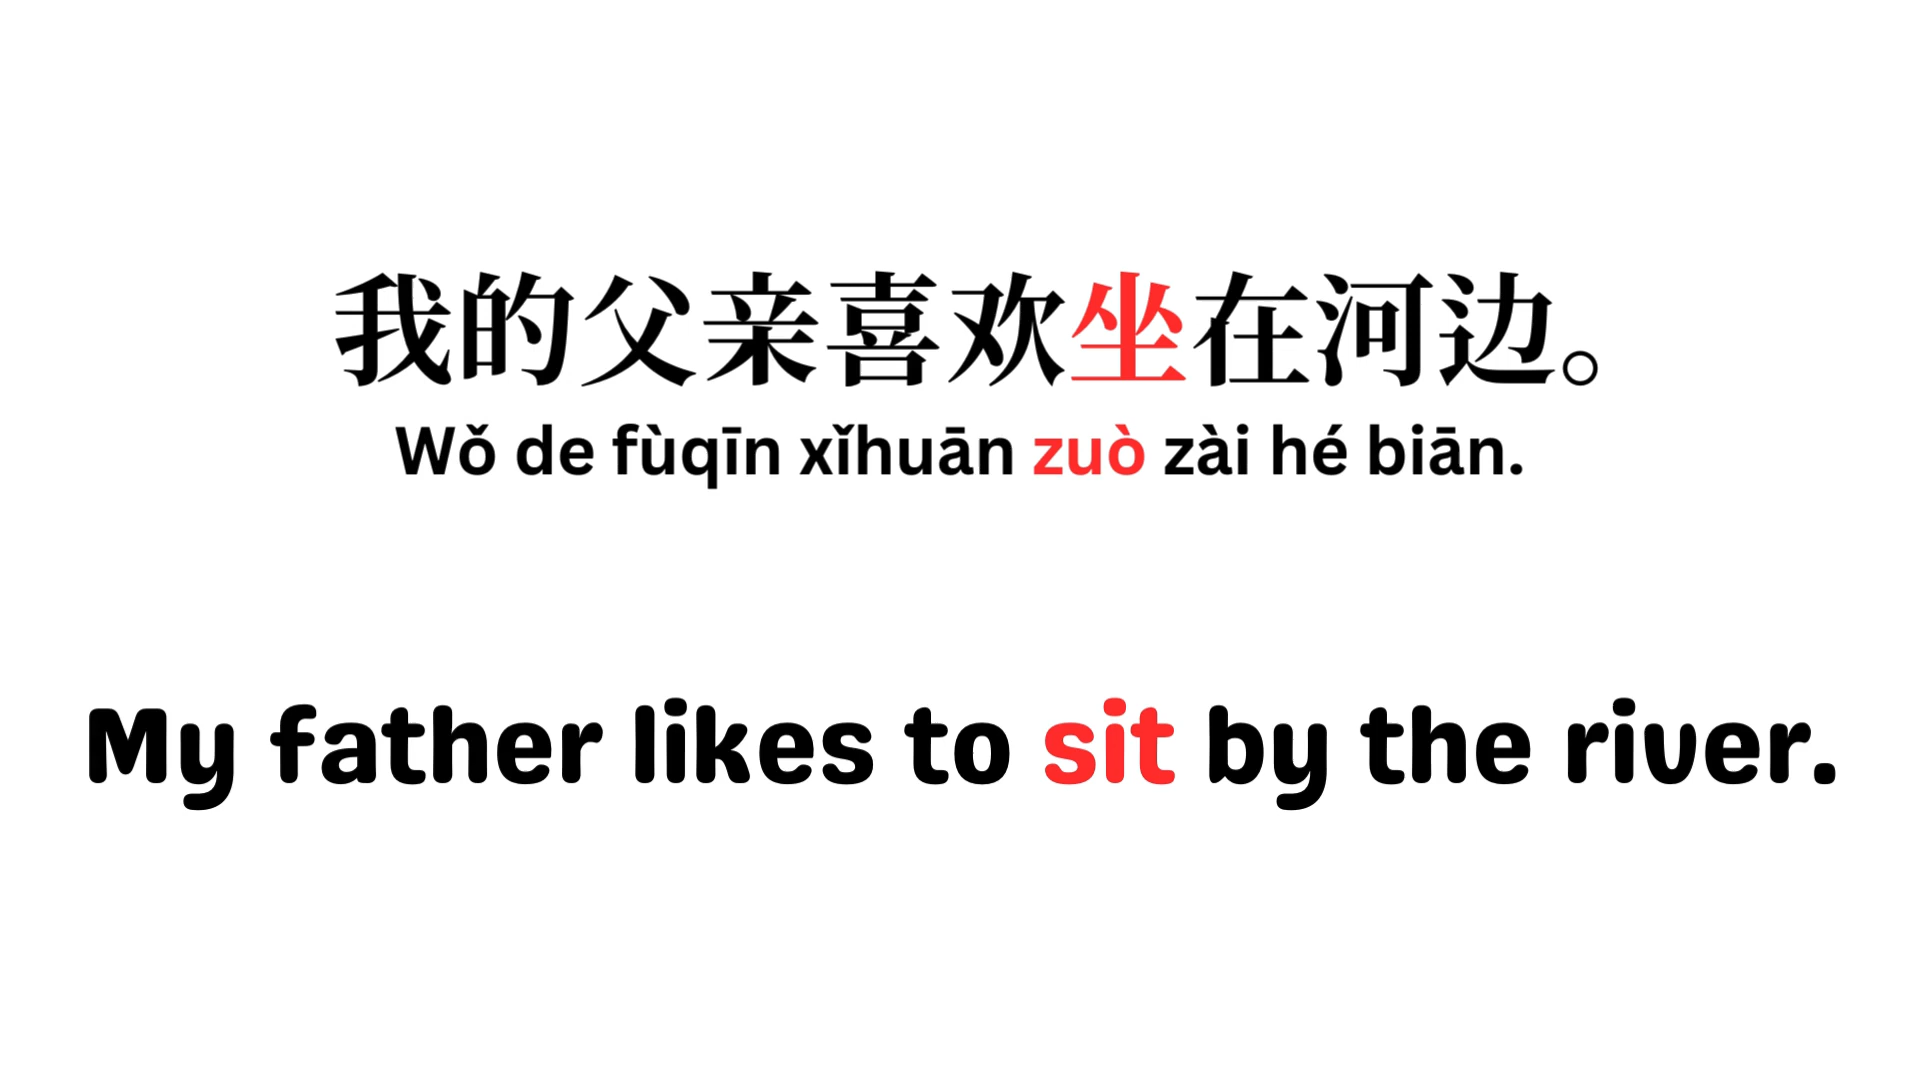 我的父亲喜欢坐在河边。
Wǒ de fùqīn xǐhuān zuò zài hé biān.
My father likes to sit by the river.